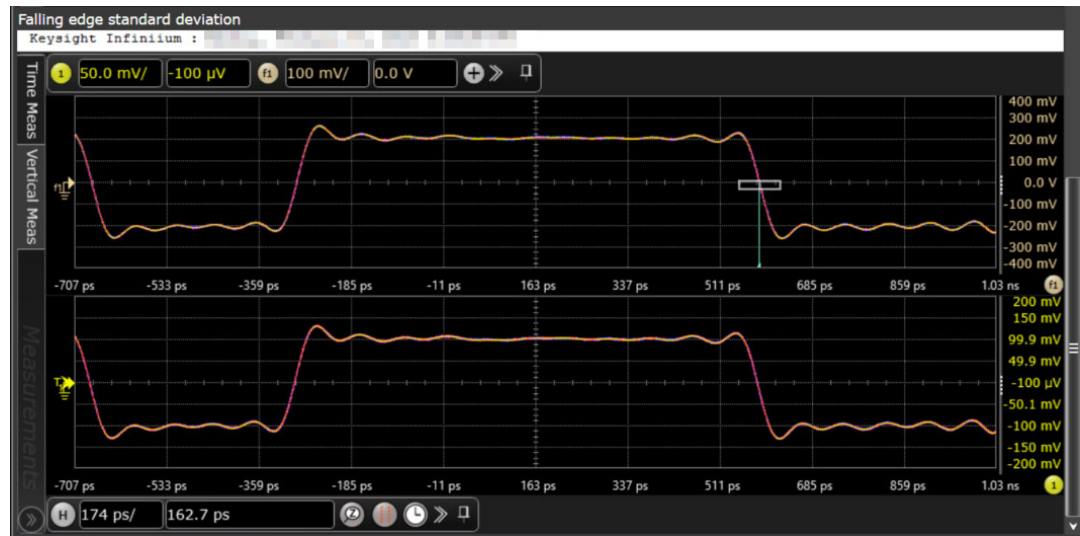 Falling edge standard deviation
Keysight Infiniium :
Time Meas
Vertical Meas
Measurements
1 50.0 mV/ -100 µV f1 100 mV/ 0.0 V
400 mV
300 mV
200 mV
100 mV
0.0 V
-100 mV
-200 mV
-300 mV
-400 mV
f1
-707 ps -533 ps -359 ps -185 ps -11 ps 163 ps 337 ps 511 ps 685 ps 859 ps 1.03 ns f1
200 mV
150 mV
99.9 mV
49.9 mV
-100 µV
-50.1 mV
-100 mV
-150 mV
-200 mV
T
-707 ps -533 ps -359 ps -185 ps -11 ps 163 ps 337 ps 511 ps 685 ps 859 ps 1.03 ns 1
H 174 ps/ 162.7 ps Z